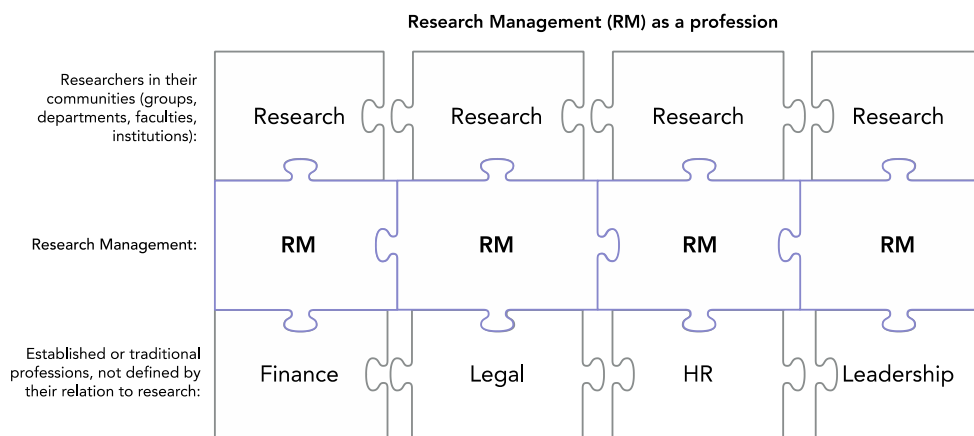 Research Management (RM) as a profession
Researchers in their
communities (groups,
departments, faculties,
institutions):
Research
Research
Research
Research
Research Management:
RM
RM
RM
RM
Established or traditional
professions, not defined by
their relation to research:
Finance
Legal
HR
Leadership